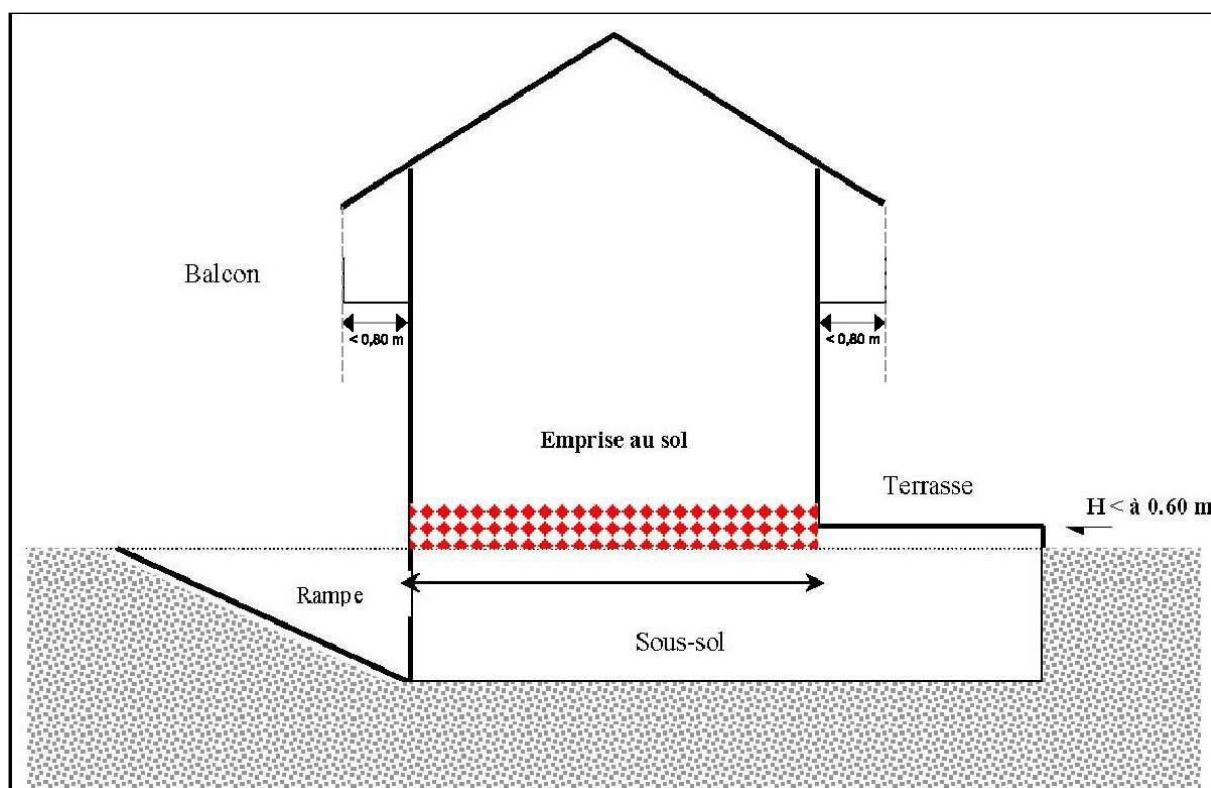 Balcon
< 0,80 m
< 0,80 m
Emprise au sol
Terrasse
H < à 0.60 m
Rampe
Sous-sol